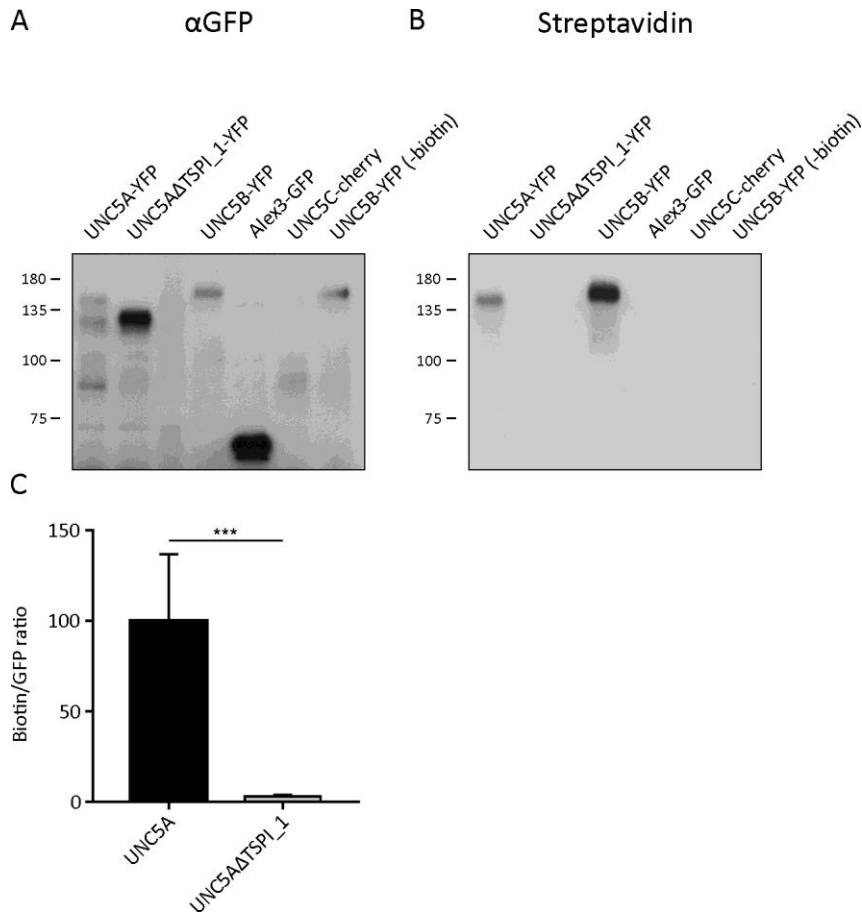 A
αGFP
B
Streptavidin
UNC5A-YFP
UNC5AΔTSPI_1-YFP
UNC5B-YFP
Alex3-GFP
UNC5C-cherry
UNC5B-YFP (-biotin)
UNC5A-YFP
UNC5AΔTSPI_1-YFP
UNC5B-YFP
Alex3-GFP
UNC5C-cherry
UNC5B-YFP (-biotin)
180
135
100
75
180
135
100
75
C
Biotin/GFP ratio
150
100
50
0
***
UNC5A
UNC5AΔTSPI_1